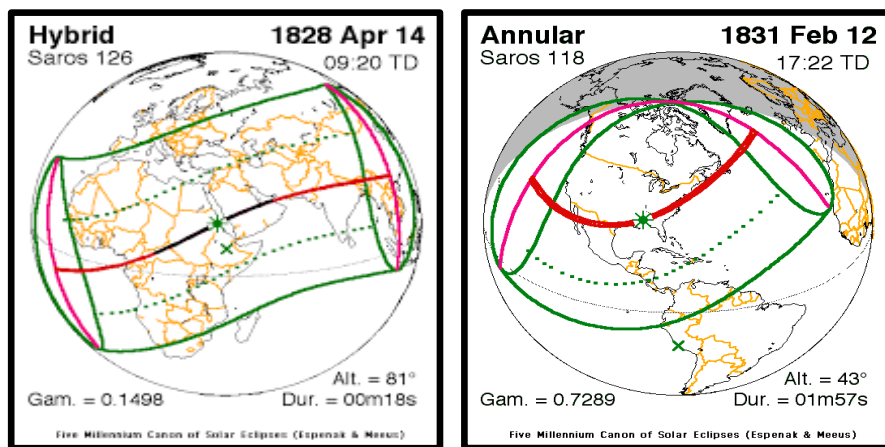 Hybrid 1828 Apr 14
Saros 126 09:20 TD
Alt. = 81°
Gam. = 0.1498 Dur. = 00m18s
Five Millennium Canon of Solar Eclipses (Espenak & Meeus)
Annular 1831 Feb 12
Saros 118 17:22 TD
Alt. = 43°
Gam. = 0.7289 Dur. = 01m57s
Five Millennium Canon of Solar Eclipses (Espenak & Meeus)